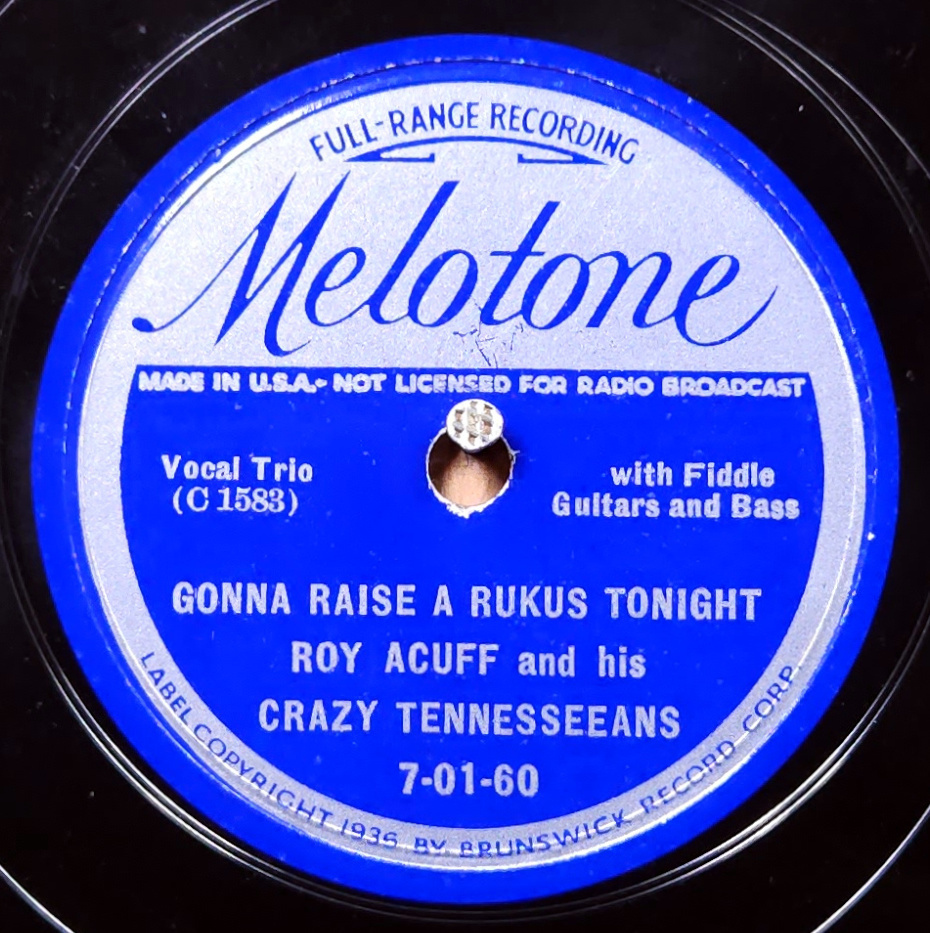 FULL-RANGE RECORDING
Melotone
MADE IN U.S.A.- NOT LICENSED FOR RADIO BROADCAST
Vocal Trio
(C 1583)
with Fiddle
Guitars and Bass
GONNA RAISE A RUKUS TONIGHT
ROY ACUFF and his
CRAZY TENNESSEEANS
7-01-60
LABEL COPYRIGHT 1936 BY BRUNSWICK RECORD CORP.